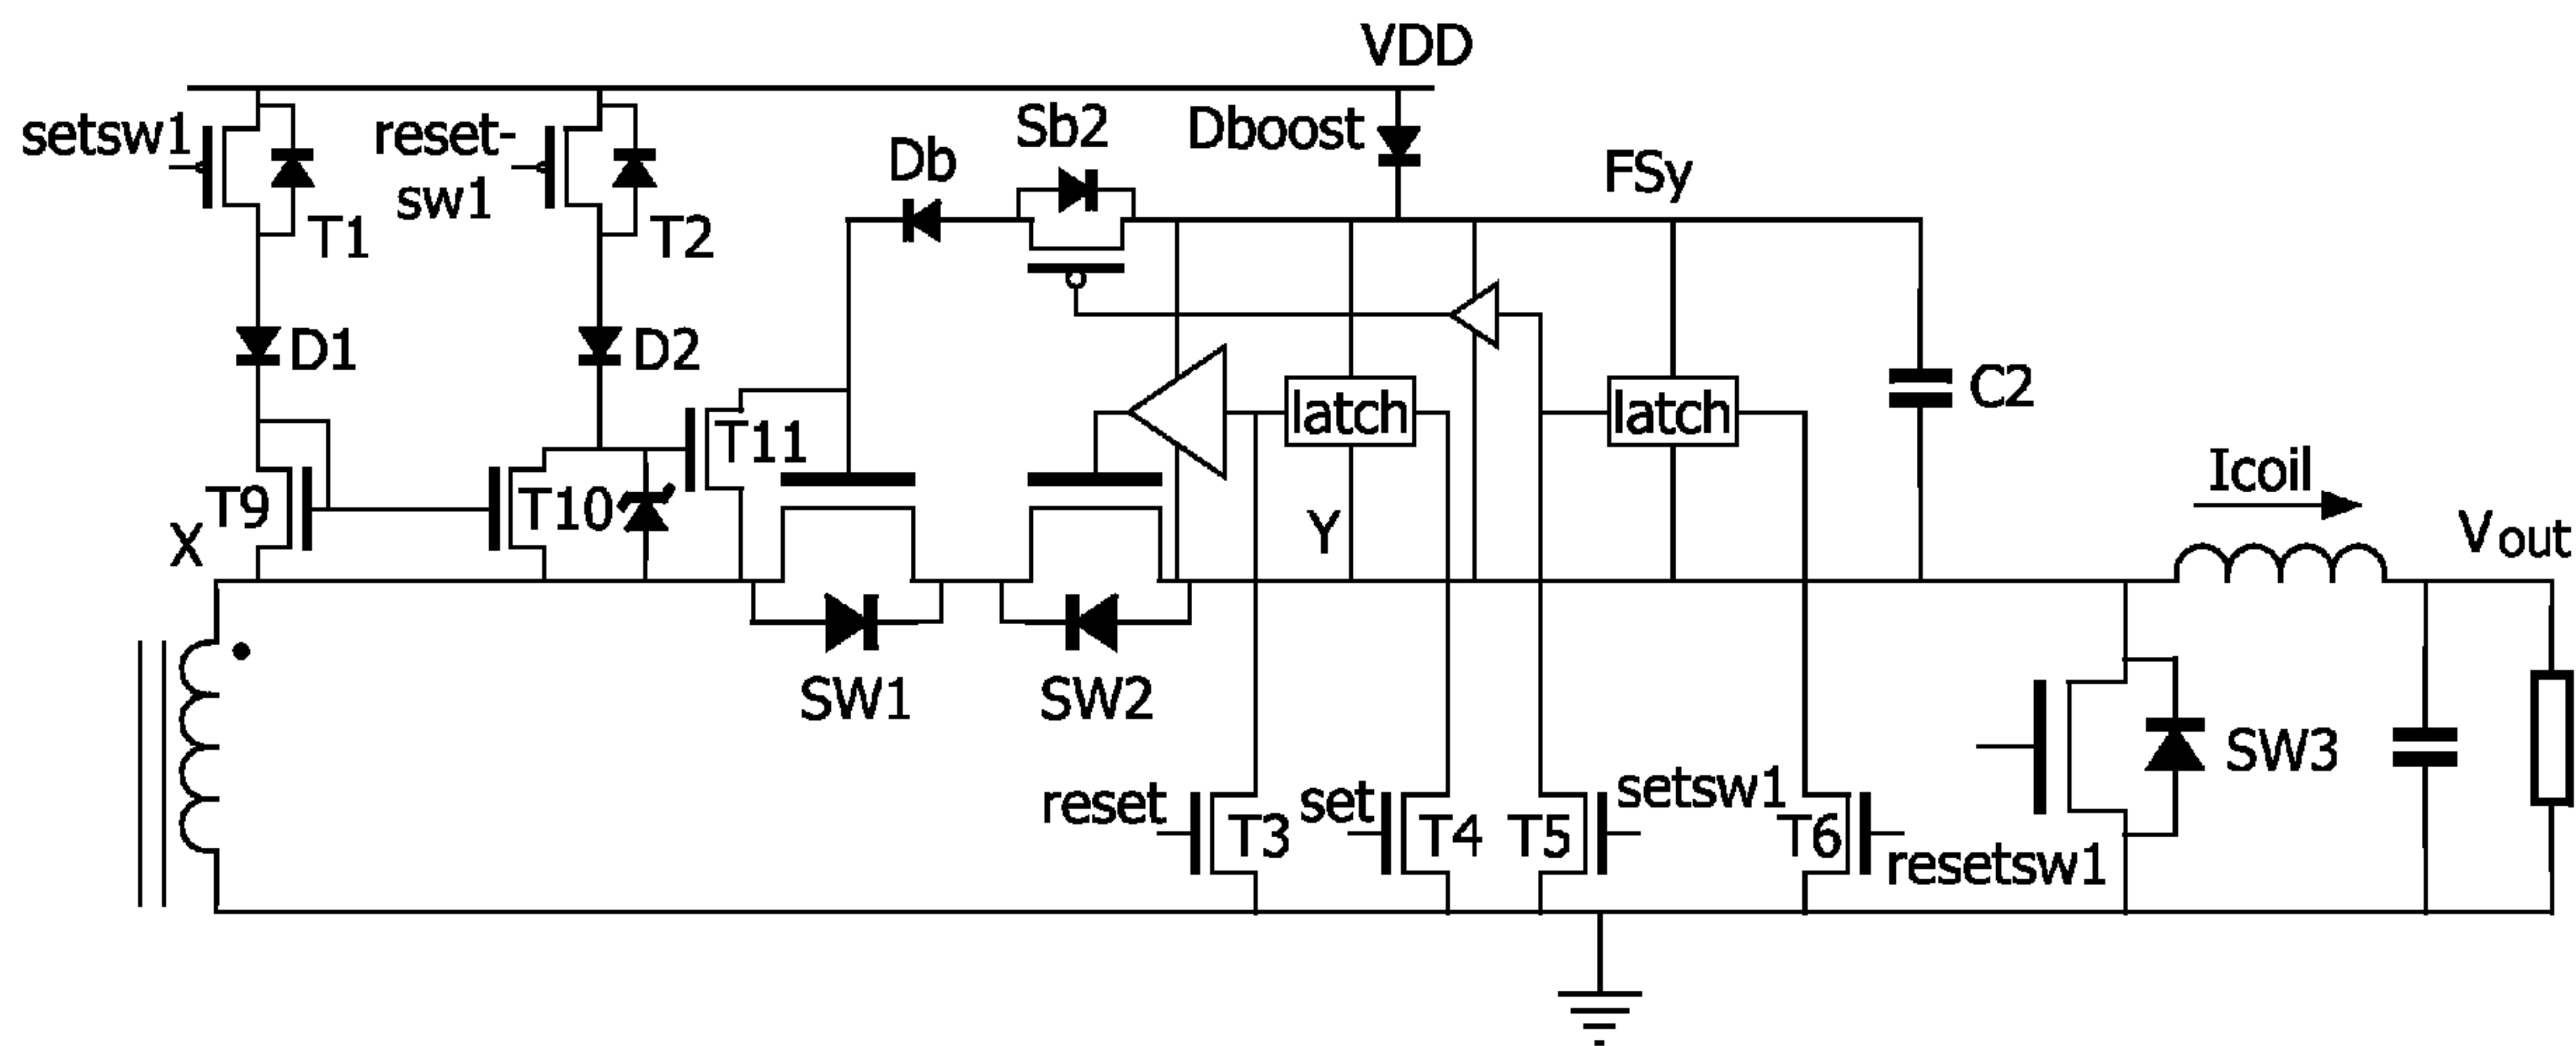 VDD
setsw1
reset-
sw1
Sb2
Dboost
Db
FSy
T1
T2
D1
D2
latch
latch
C2
T11
Icoil
T9
T10
X
Y
Vout
SW1
SW2
SW3
reset
set
setsw1
T3
T4
T5
T6
resetsw1